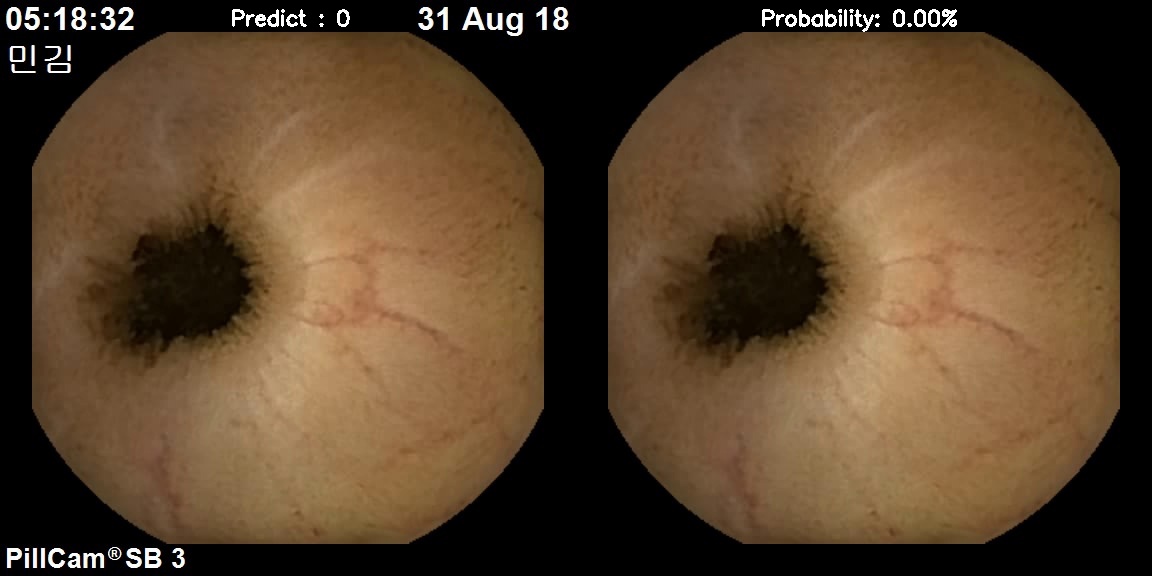 05:18:32
Predict : 0
31 Aug 18
Probability: 0.00%
민김
PillCam® SB 3